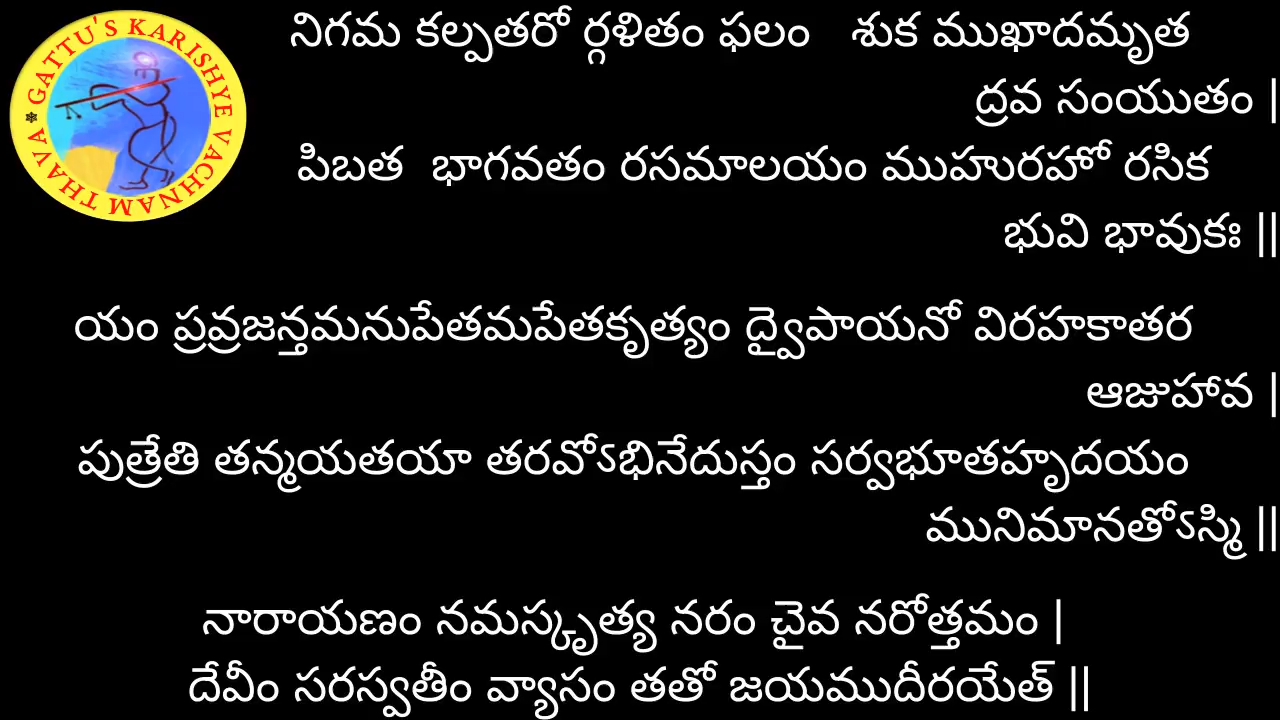 GATTU'S KARISHYE VACHNAM THAVA
నిగమ కల్పతరో ర్గళితం ఫలం శుక ముఖాదమృత
ద్రవ సంయుతం |
పిబత భాగవతం రసమాలయం ముహురహో రసిక
భువి భావుకః ||
యం ప్రవ్రజన్తమనుపేతమపేతకృత్యం ద్వైపాయనో విరహకాతర
ఆజుహావ |
పుత్రేతి తన్మయతయా తరవోఽభినేదుస్తం సర్వభూతహృదయం
మునిమానతోఽస్మి ||
నారాయణం నమస్కృత్య నరం చైవ నరోత్తమం |
దేవీం సరస్వతీం వ్యాసం తతో జయముదీరయేత్ ||